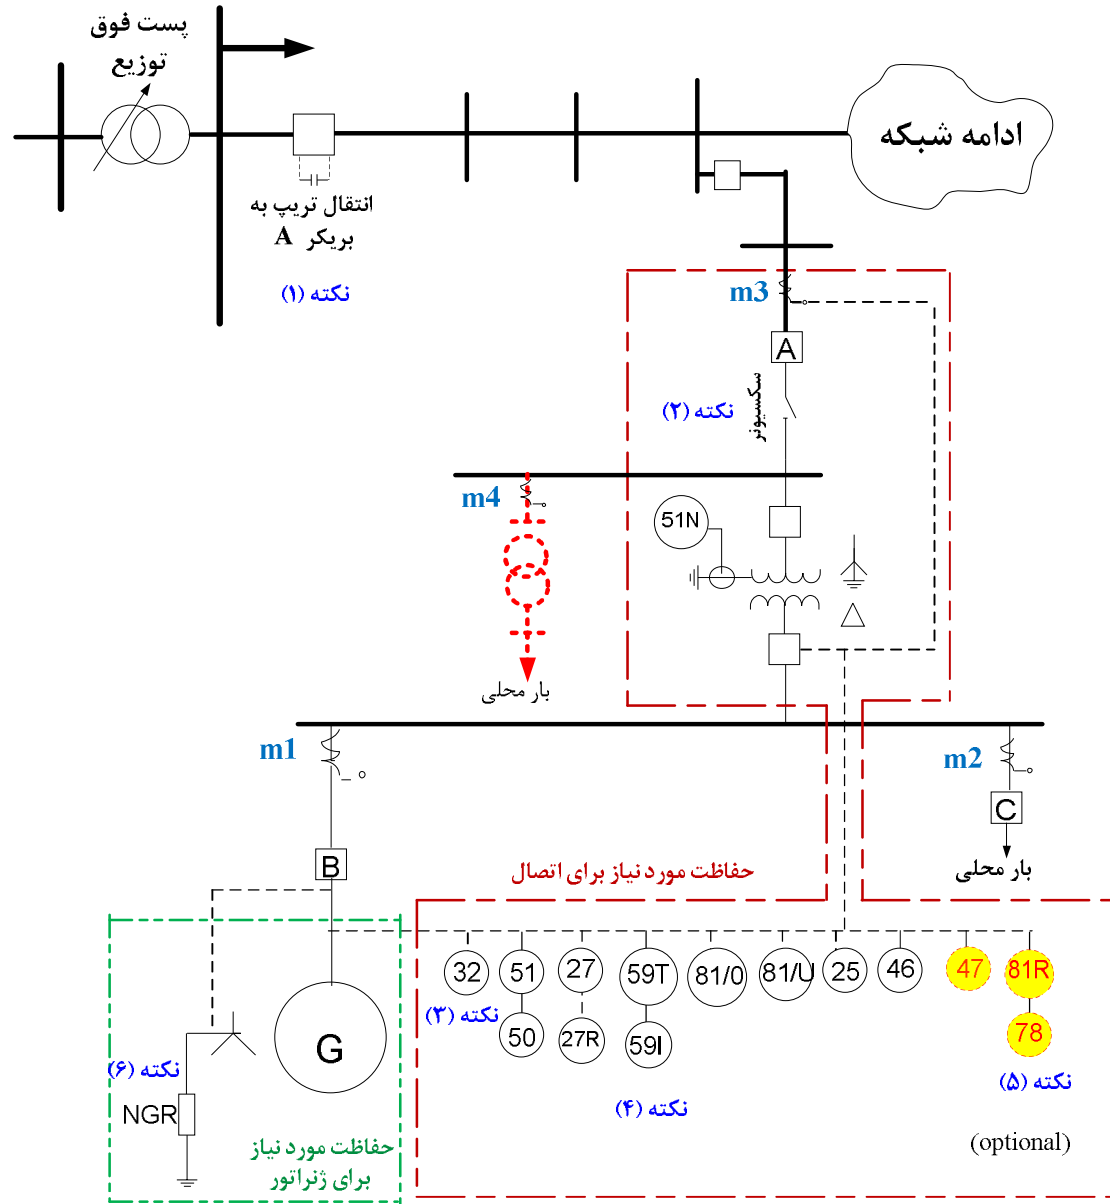 پست فوق
توزیع
ادامه شبکه
انتقال تریپ به
بریکر A
نکته (۱)
m3
A
سکسیونر
نکته (۲)
m4
51N
بار محلی
m1
m2
C
B
بار محلی
حفاظت مورد نیاز برای اتصال
32
51
27
59T
81/0
81/U
25
46
47
81R
نکته (۳)
50
27R
59I
78
G
نکته (۶)
نکته (۴)
نکته (۵)
NGR
حفاظت مورد نیاز
برای ژنراتور
(optional)